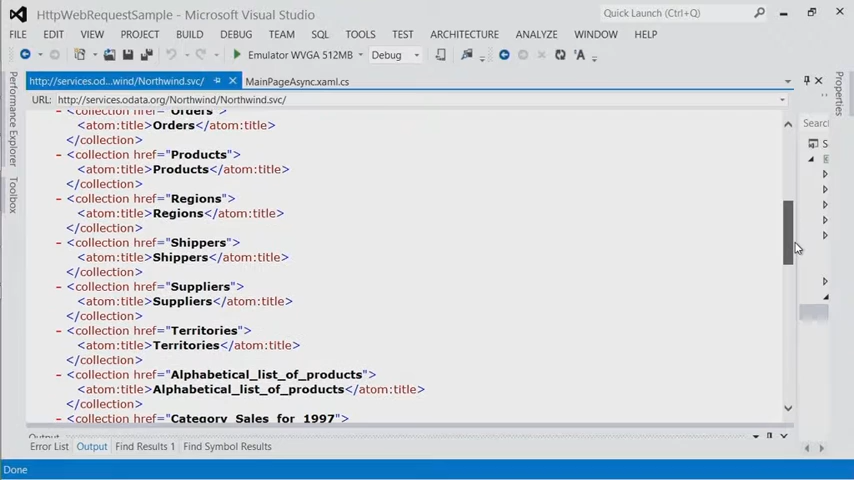 HttpWebRequestSample - Microsoft Visual Studio
Quick Launch (Ctrl+Q)
FILE EDIT VIEW PROJECT BUILD DEBUG TEAM SQL TEST ARCHITECTURE ANALYZE WINDOW HELP
Emulator WVGA 512MB Debug
http://services.od...wind/Northwind.svc/ MainPageAsync.xaml.cs
URL: http://services.odata.org/Northwind/Northwind.svc/
Performance Explorer
Toolbox
Properties
Searc
S
- <collection href="Orders">
<atom:title>Orders</atom:title>
</collection>
- <collection href="Products">
<atom:title>Products</atom:title>
</collection>
- <collection href="Regions">
<atom:title>Regions</atom:title>
</collection>
- <collection href="Shippers">
<atom:title>Shippers</atom:title>
</collection>
- <collection href="Suppliers">
<atom:title>Suppliers</atom:title>
</collection>
- <collection href="Territories">
<atom:title>Territories</atom:title>
</collection>
- <collection href="Alphabetical_list_of_products">
<atom:title>Alphabetical_list_of_products</atom:title>
</collection>
- <collection href="Category_Sales_for_1997">
Output
Error List Output Find Results 1 Find Symbol Results
Done